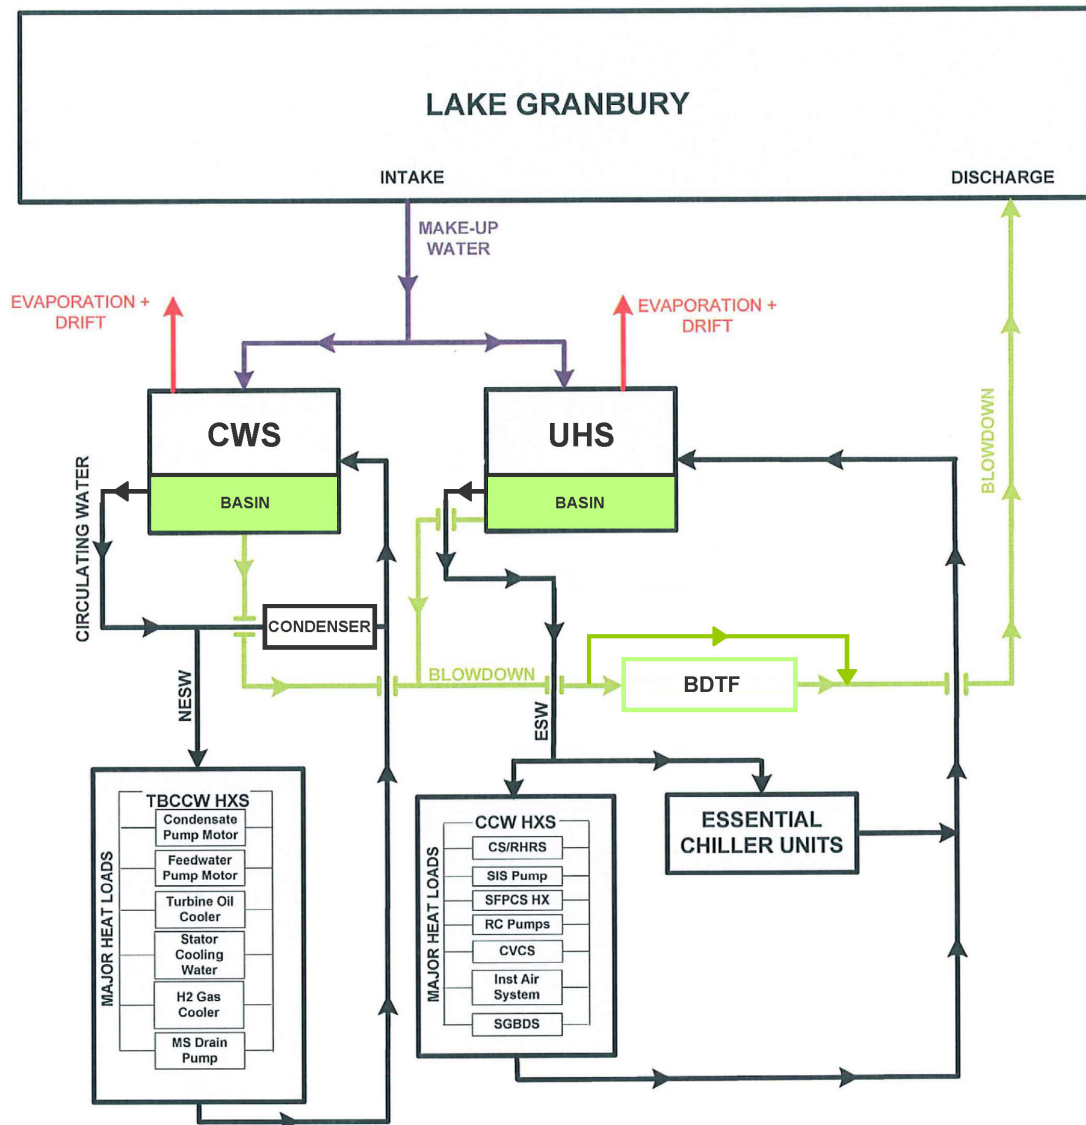 LAKE GRANBURY
INTAKE
DISCHARGE
MAKE-UP
WATER
EVAPORATION +
DRIFT
EVAPORATION +
DRIFT
CWS
BASIN
UHS
BASIN
BLOWDOWN
CIRCULATING WATER
CONDENSER
BLOWDOWN
BDTF
NESW
ESW
MAJOR HEAT LOADS
TBCCW HXS
Condensate
Pump Motor
Feedwater
Pump Motor
Turbine Oil
Cooler
Stator
Cooling
Water
H2 Gas
Cooler
MS Drain
Pump
MAJOR HEAT LOADS
CCW HXS
CS/RHRS
SIS Pump
SFPCS HX
RC Pumps
CVCS
Inst Air
System
SGBDS
ESSENTIAL
CHILLER UNITS